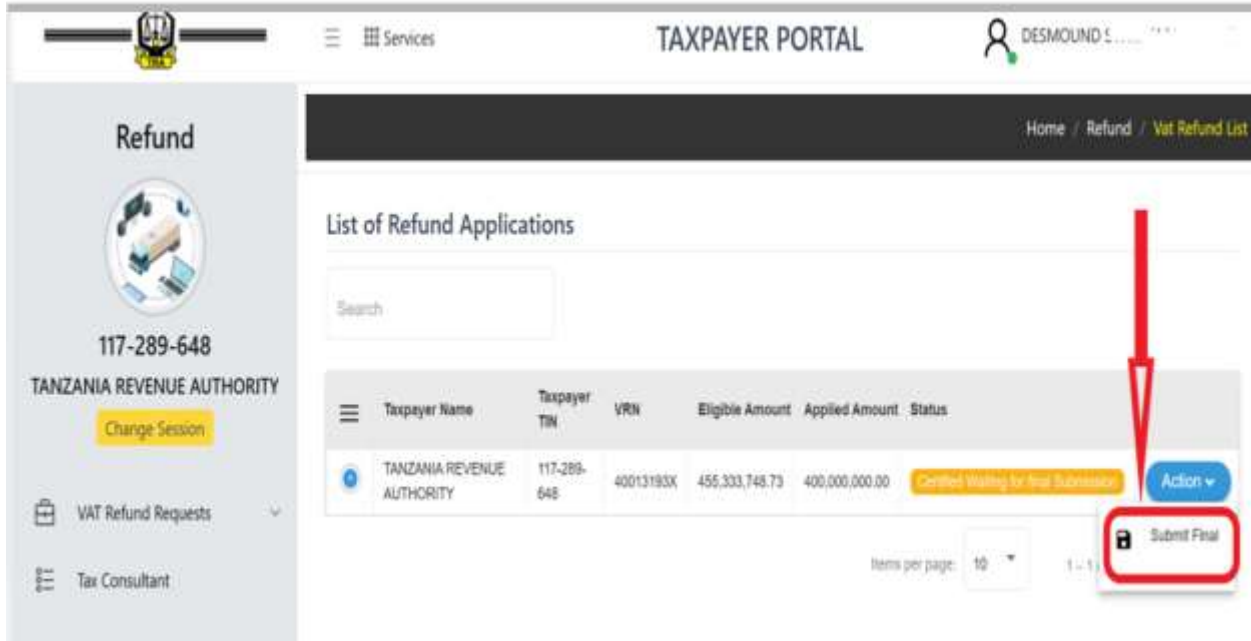 TRA
Services
TAXPAYER PORTAL
DESMOUND
Refund
Home / Refund / Vat Refund List
117-289-648
TANZANIA REVENUE AUTHORITY
Change Session
VAT Refund Requests
Tax Consultant
List of Refund Applications
Search
Taxpayer Name Taxpayer TIN VRN Eligible Amount Applied Amount Status
TANZANIA REVENUE AUTHORITY 117-289-648 40013193X 455,333,748.73 400,000,000.00 Certified Waiting for final Submission Action
Submit Final
Items per page: 10 1 – 1